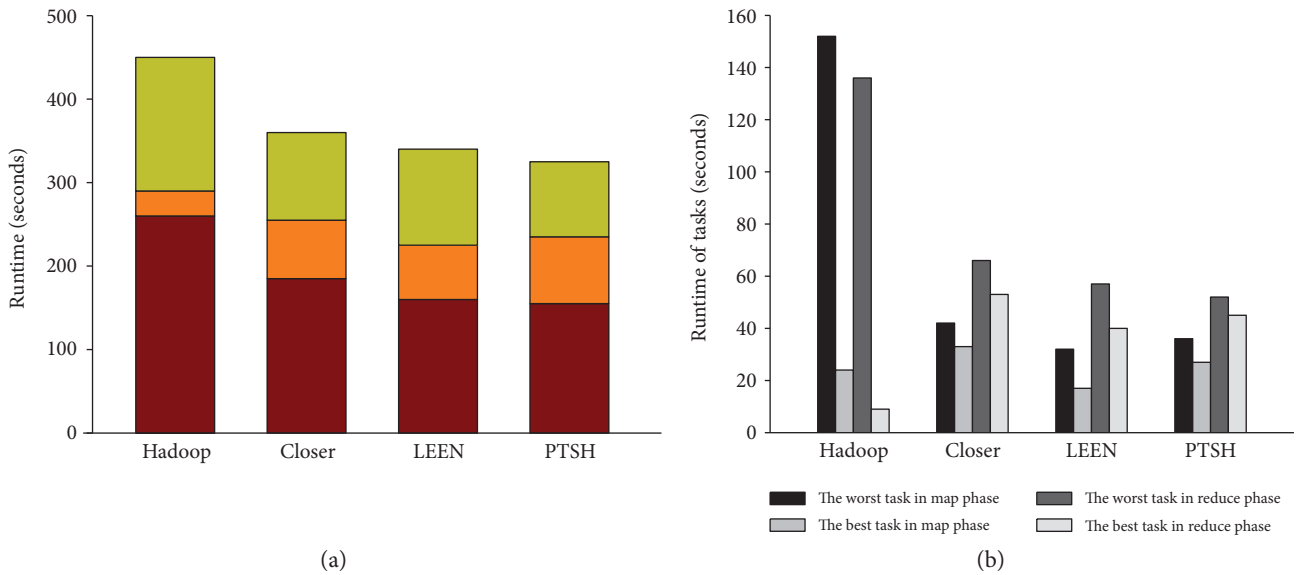 500
400
300
200
100
0
Runtime (seconds)
Hadoop Closer LEEN PTSH
(a)
160
140
120
100
80
60
40
20
0
Runtime of tasks (seconds)
Hadoop Closer LEEN PTSH
The worst task in map phase
The best task in map phase
The worst task in reduce phase
The best task in reduce phase
(b)